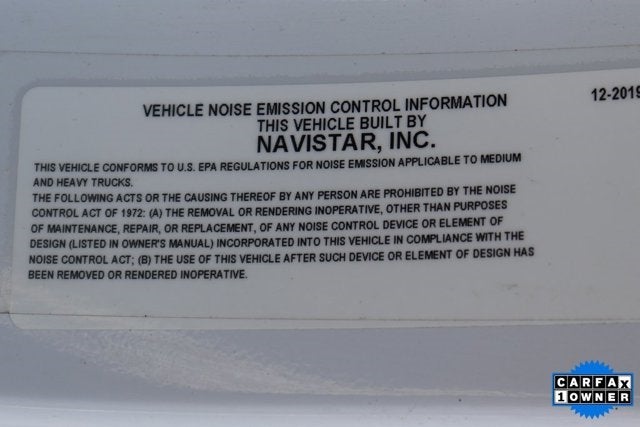 VEHICLE NOISE EMISSION CONTROL INFORMATION
12-2019
THIS VEHICLE BUILT BY
NAVISTAR, INC.
THIS VEHICLE CONFORMS TO U.S. EPA REGULATIONS FOR NOISE EMISSION APPLICABLE TO MEDIUM
AND HEAVY TRUCKS.
THE FOLLOWING ACTS OR THE CAUSING THEREOF BY ANY PERSON ARE PROHIBITED BY THE NOISE
CONTROL ACT OF 1972: (A) THE REMOVAL OR RENDERING INOPERATIVE, OTHER THAN PURPOSES
OF MAINTENANCE, REPAIR, OR REPLACEMENT, OF ANY NOISE CONTROL DEVICE OR ELEMENT OF
DESIGN (LISTED IN OWNER'S MANUAL) INCORPORATED INTO THIS VEHICLE IN COMPLIANCE WITH THE
NOISE CONTROL ACT; (B) THE USE OF THIS VEHICLE AFTER SUCH DEVICE OR ELEMENT OF DESIGN HAS
BEEN REMOVED OR RENDERED INOPERATIVE.
CARFAX
1 OWNER